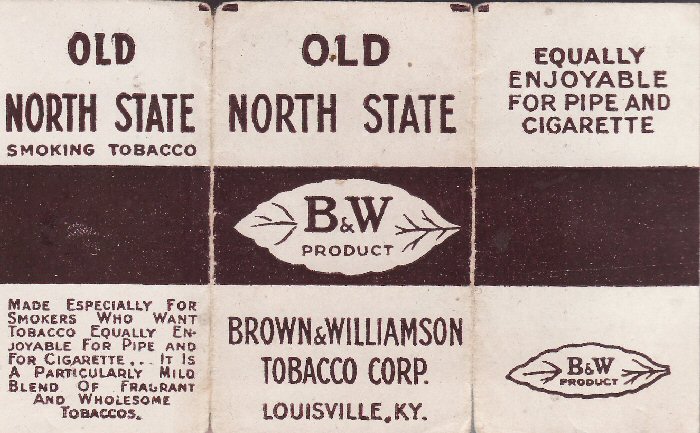 OLD
NORTH STATE
SMOKING TOBACCO
MADE ESPECIALLY FOR
SMOKERS WHO WANT
TOBACCO EQUALLY EN-
JOYABLE FOR PIPE AND
FOR CIGARETTE... IT IS
A PARTICULARLY MILD
BLEND OF FRAGRANT
AND WHOLESOME
TOBACCOS.
OLD
NORTH STATE
B&W
PRODUCT
BROWN & WILLIAMSON
TOBACCO CORP.
LOUISVILLE, KY.
EQUALLY
ENJOYABLE
FOR PIPE AND
CIGARETTE
B&W
PRODUCT